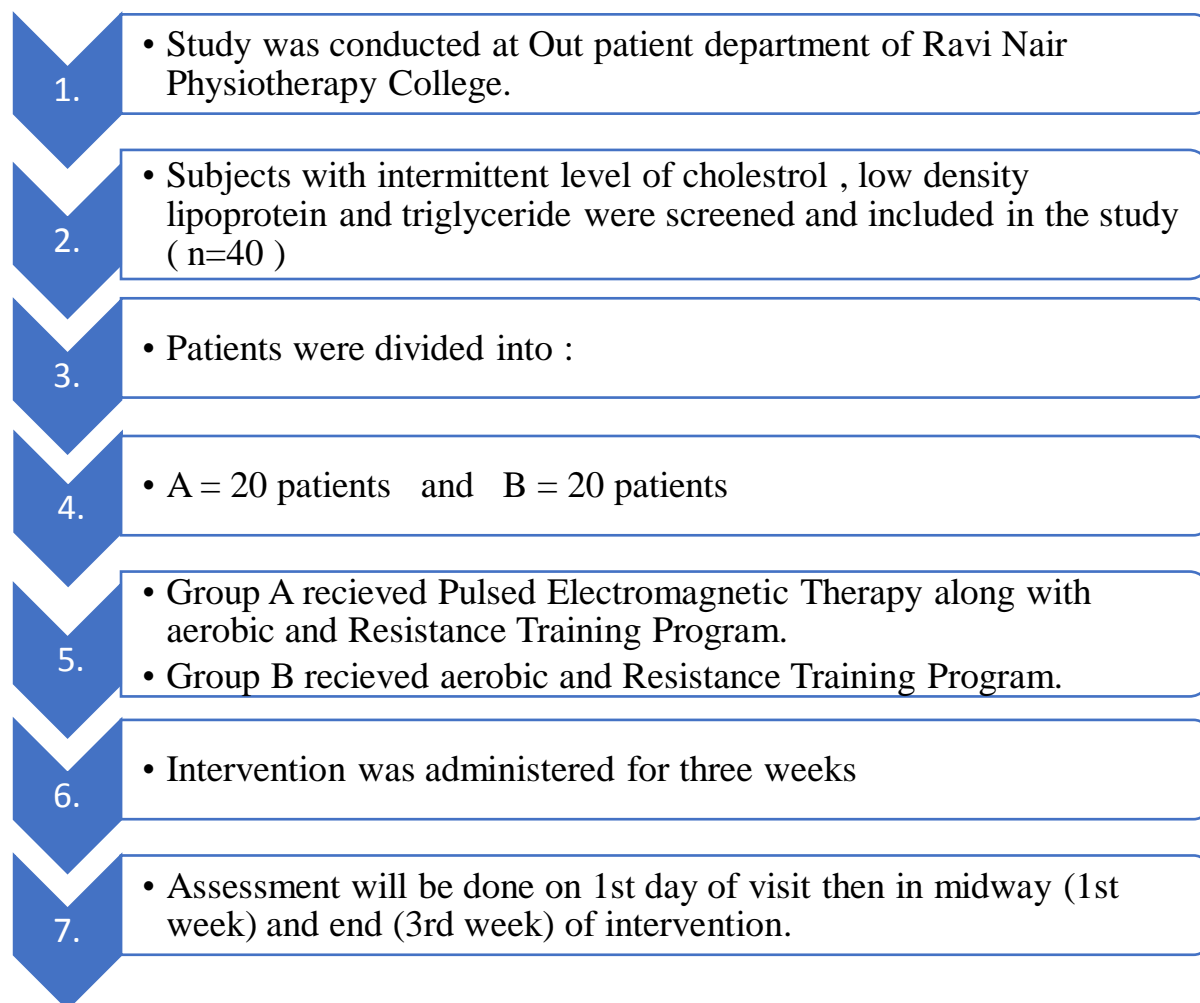 1.
• Study was conducted at Out patient department of Ravi Nair
Physiotherapy College.
2.
• Subjects with intermittent level of cholestrol , low density
lipoprotein and triglyceride were screened and included in the study
( n=40 )
3.
• Patients were divided into :
4.
• A = 20 patients and B = 20 patients
5.
• Group A recieved Pulsed Electromagnetic Therapy along with
aerobic and Resistance Training Program.
• Group B recieved aerobic and Resistance Training Program.
6.
• Intervention was administered for three weeks
7.
• Assessment will be done on 1st day of visit then in midway (1st
week) and end (3rd week) of intervention.